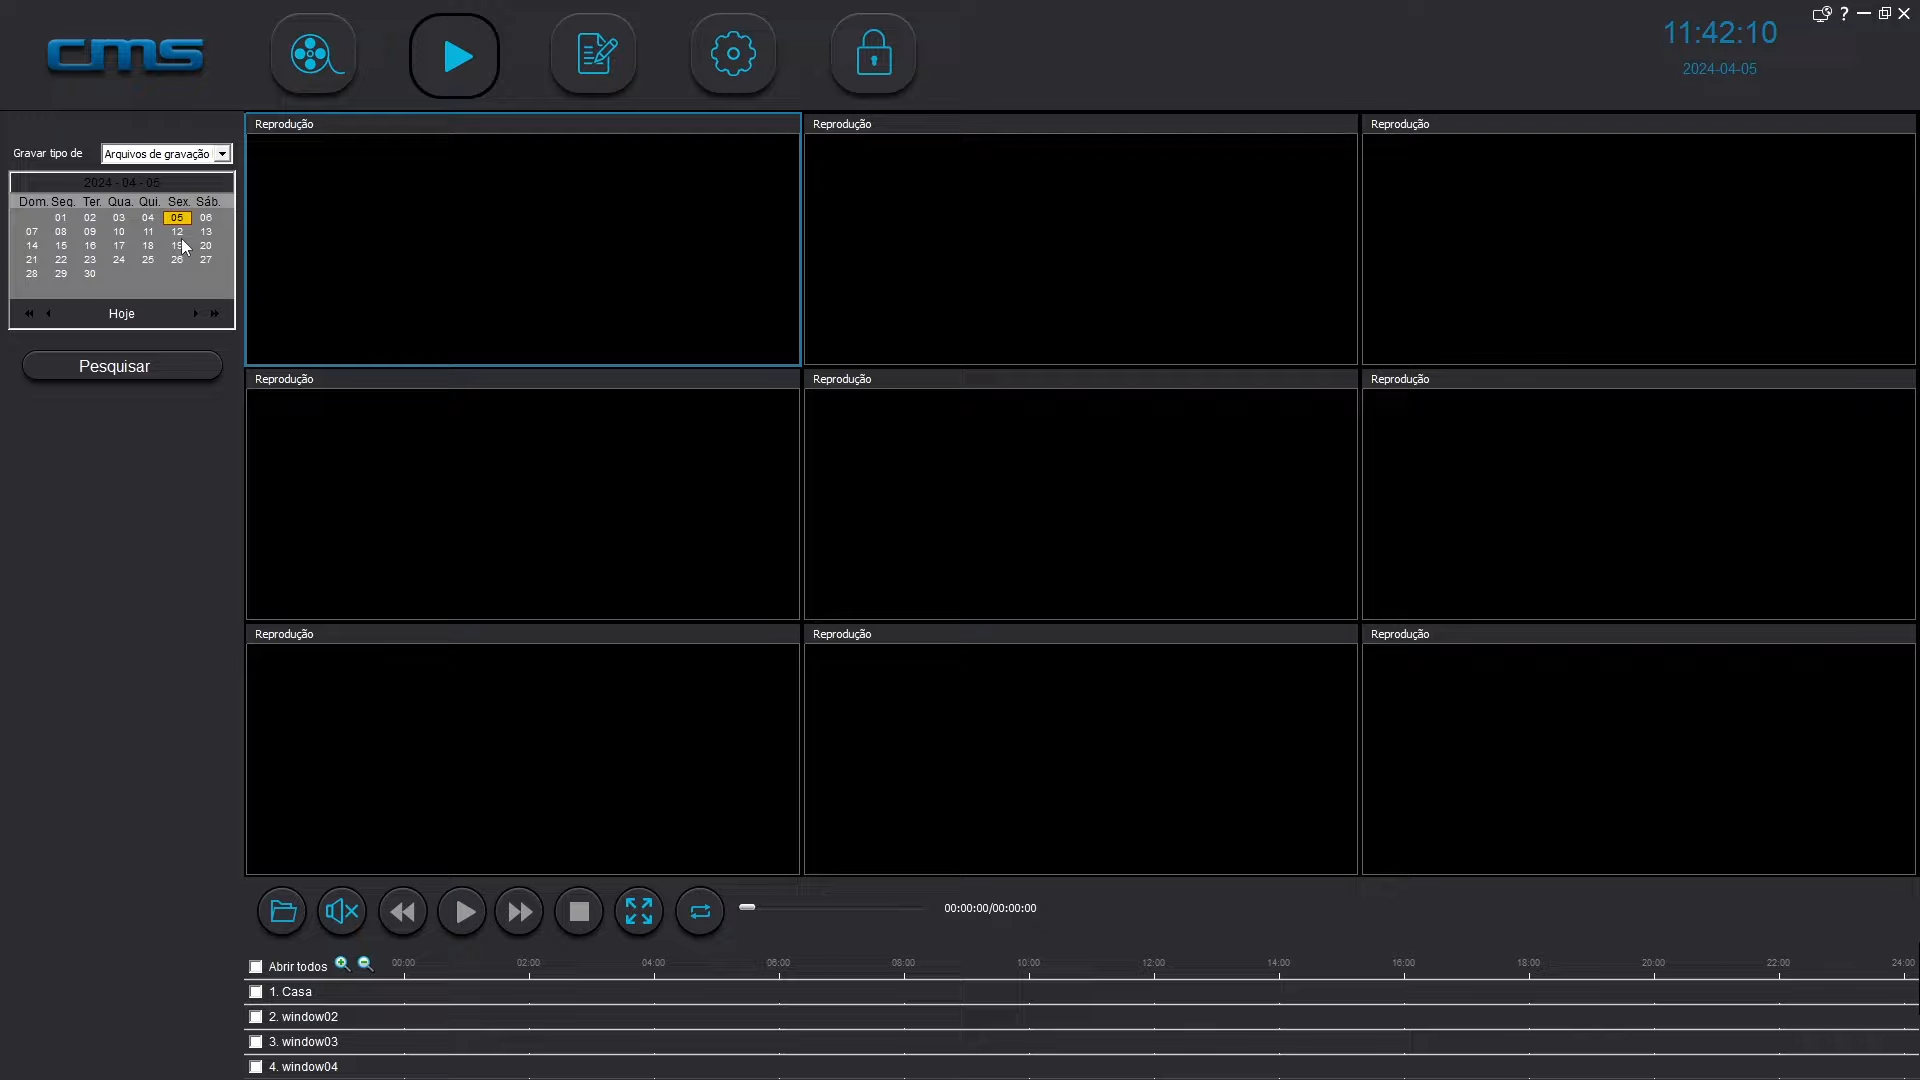 cms
?
11:42:10
2024-04-05
Gravar tipo de
Arquivos de gravação
2024 - 04 - 05
Dom. Seg. Ter. Qua. Qui. Sex. Sáb.
01 02 03 04 05 06
07 08 09 10 11 12 13
14 15 16 17 18 19 20
21 22 23 24 25 26 27
28 29 30
Hoje
Pesquisar
Reprodução Reprodução Reprodução
Reprodução Reprodução Reprodução
Reprodução Reprodução Reprodução
00:00:00/00:00:00
Abrir todos 00:00 02:00 04:00 06:00 08:00 10:00 12:00 14:00 16:00 18:00 20:00 22:00 24:00
1. Casa
2. window02
3. window03
4. window04